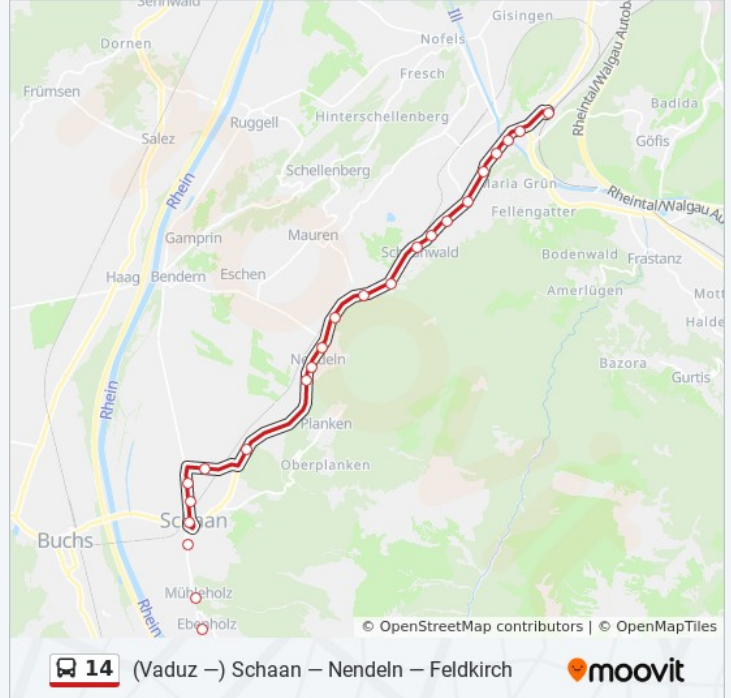 Sennwald
Gisingen
Ill
Dornen
Nofels
Rheintal/Walgau Autob
Fresch
Frümsen
Badida
Ruggell
Hinterschellenberg
Salez
Göfis
Schellenberg
Rhein
Maria Grün
Rheintal/Walgau Au
Fellengatter
Gamprin
Mauren
Schaanwald
Bodenwald
Frastanz
Haag
Bendern
Eschen
Amerlügen
Mott
Halde
Nendeln
Bazora
Gurtis
Rhein
Planken
Oberplanken
Schaan
Buchs
Mühleholz
Rhein
Ebenholz
© OpenStreetMap contributors | © OpenMapTiles
14 (Vaduz —) Schaan — Nendeln — Feldkirch
moovit